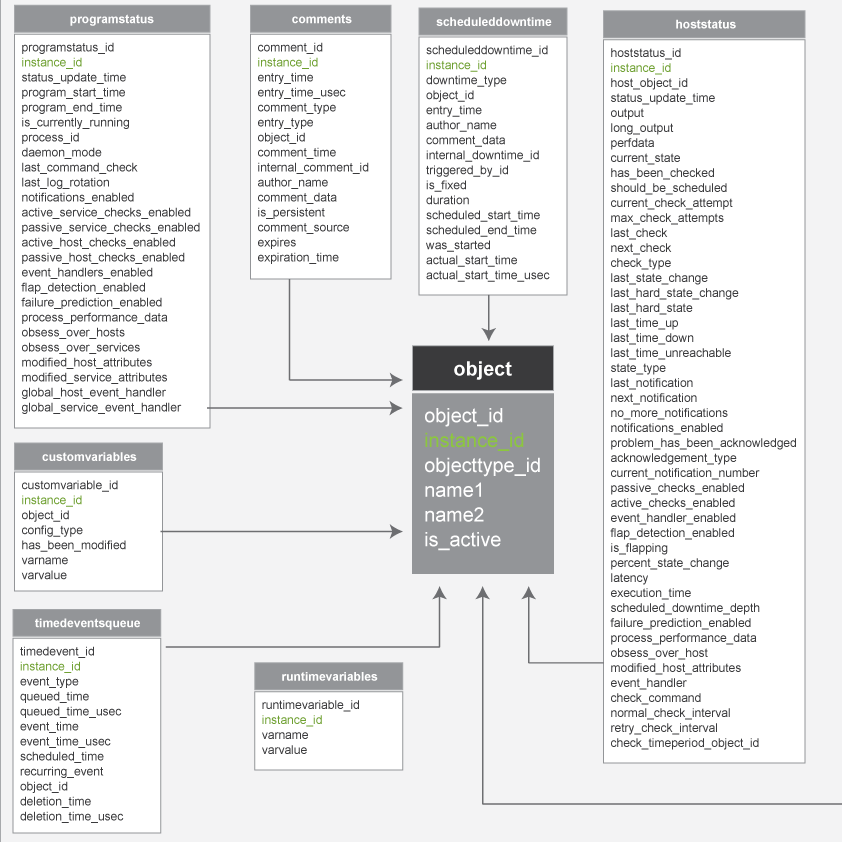 programstatus
programstatus_id
instance_id
status_update_time
program_start_time
program_end_time
is_currently_running
process_id
daemon_mode
last_command_check
last_log_rotation
notifications_enabled
active_service_checks_enabled
passive_service_checks_enabled
active_host_checks_enabled
passive_host_checks_enabled
event_handlers_enabled
flap_detection_enabled
failure_prediction_enabled
process_performance_data
obsess_over_hosts
obsess_over_services
modified_host_attributes
modified_service_attributes
global_host_event_handler
global_service_event_handler
comments
comment_id
instance_id
entry_time
entry_time_usec
comment_type
entry_type
object_id
comment_time
internal_comment_id
author_name
comment_data
is_persistent
comment_source
expires
expiration_time
scheduleddowntime
scheduleddowntime_id
instance_id
downtime_type
object_id
entry_time
author_name
comment_data
internal_downtime_id
triggered_by_id
is_fixed
duration
scheduled_start_time
scheduled_end_time
was_started
actual_start_time
actual_start_time_usec
hoststatus
hoststatus_id
instance_id
host_object_id
status_update_time
output
long_output
perfdata
current_state
has_been_checked
should_be_scheduled
current_check_attempt
max_check_attempts
last_check
next_check
check_type
last_state_change
last_hard_state_change
last_hard_state
last_time_up
last_time_down
last_time_unreachable
state_type
last_notification
next_notification
no_more_notifications
notifications_enabled
problem_has_been_acknowledged
acknowledgement_type
current_notification_number
passive_checks_enabled
active_checks_enabled
event_handler_enabled
flap_detection_enabled
is_flapping
percent_state_change
latency
execution_time
scheduled_downtime_depth
failure_prediction_enabled
process_performance_data
obsess_over_host
modified_host_attributes
event_handler
check_command
normal_check_interval
retry_check_interval
check_timeperiod_object_id
object
object_id
instance_id
objecttype_id
name1
name2
is_active
customvariables
customvariable_id
instance_id
object_id
config_type
has_been_modified
varname
varvalue
timedeventsqueue
timedevent_id
instance_id
event_type
queued_time
queued_time_usec
event_time
event_time_usec
scheduled_time
recurring_event
object_id
deletion_time
deletion_time_usec
runtimevariables
runtimevariable_id
instance_id
varname
varvalue